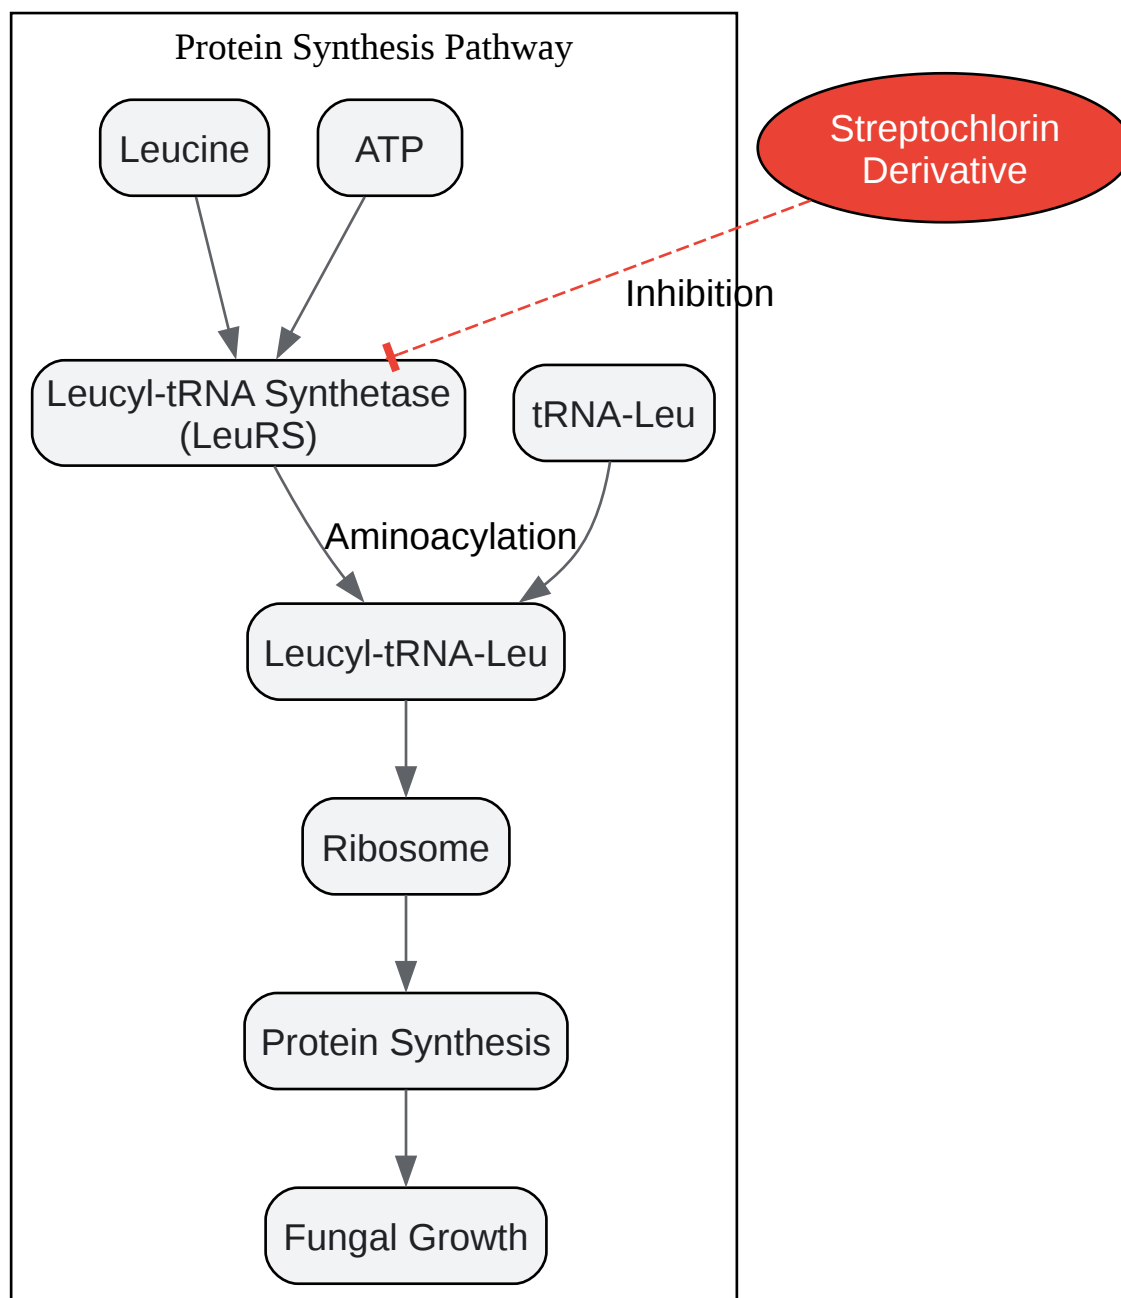 Protein Synthesis Pathway
Leucine
ATP
Streptochlorin
Derivative
Inhibition
Leucyl-tRNA Synthetase
(LeuRS)
tRNA-Leu
Aminoacylation
Leucyl-tRNA-Leu
Ribosome
Protein Synthesis
Fungal Growth